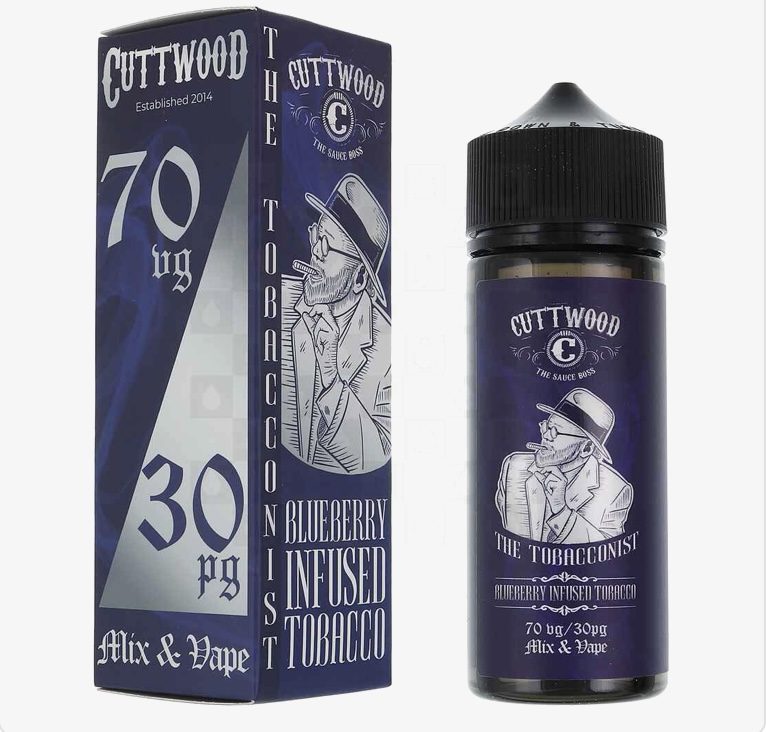 CUTTWOOD
Established 2014
70
vg
30
pg
Mix & Vape
THE TOBACCONIST
CUTTWOOD
C
THE SAUCE BOSS
BLUEBERRY
INFUSED
TOBACCO
CUTTWOOD
C
THE SAUCE BOSS
THE TOBACCONIST
BLUEBERRY INFUSED TOBACCO
70 vg/30pg
Mix & Vape